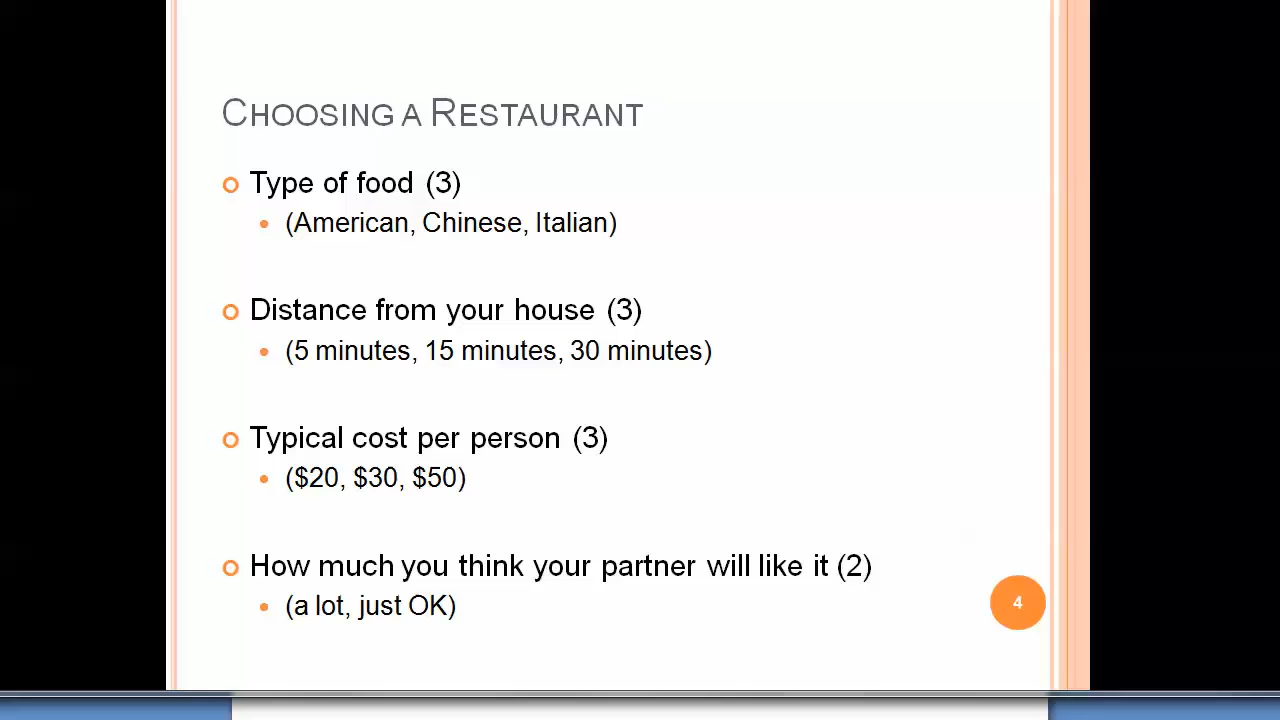 CHOOSING A RESTAURANT
Type of food (3)
(American, Chinese, Italian)
Distance from your house (3)
(5 minutes, 15 minutes, 30 minutes)
Typical cost per person (3)
($20, $30, $50)
How much you think your partner will like it (2)
(a lot, just OK)
4